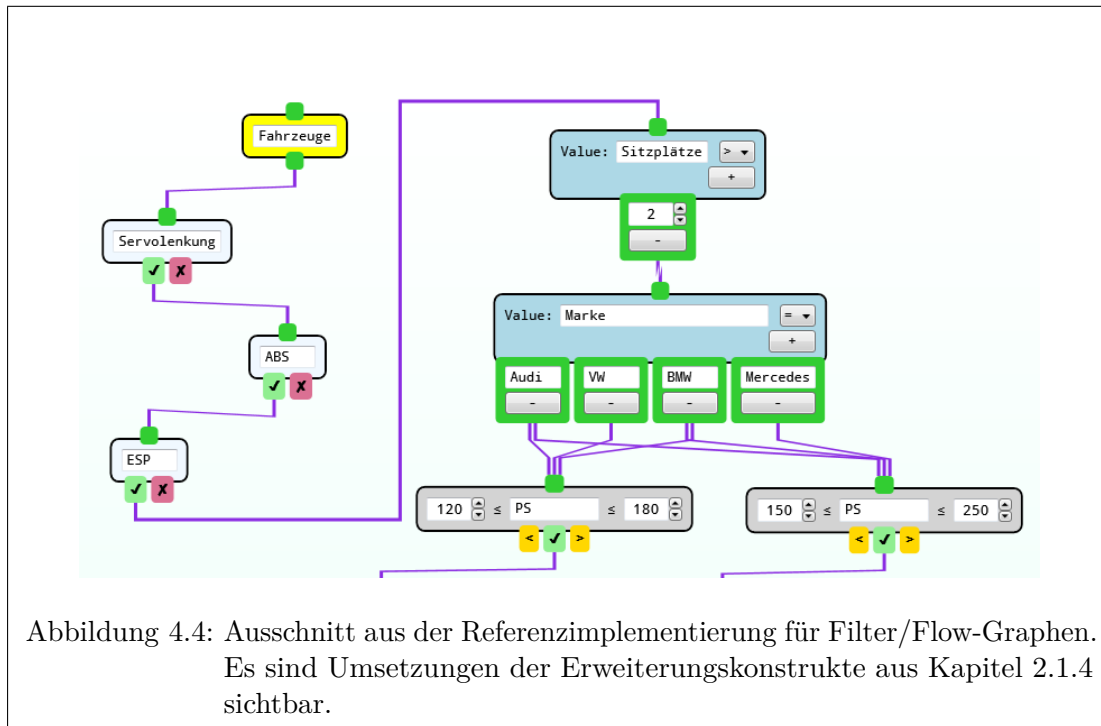 Fahrzeuge
Servolenkung
✓ ✗
ABS
✓ ✗
ESP
✓ ✗
Value: Sitzplätze >
+
2
-
Value: Marke =
+
Audi VW BMW Mercedes
- - - -
120 ≤ PS ≤ 180
< ✓ >
150 ≤ PS ≤ 250
< ✓ >
Abbildung 4.4: Ausschnitt aus der Referenzimplementierung für Filter/Flow-Graphen.
Es sind Umsetzungen der Erweiterungskonstrukte aus Kapitel 2.1.4
sichtbar.